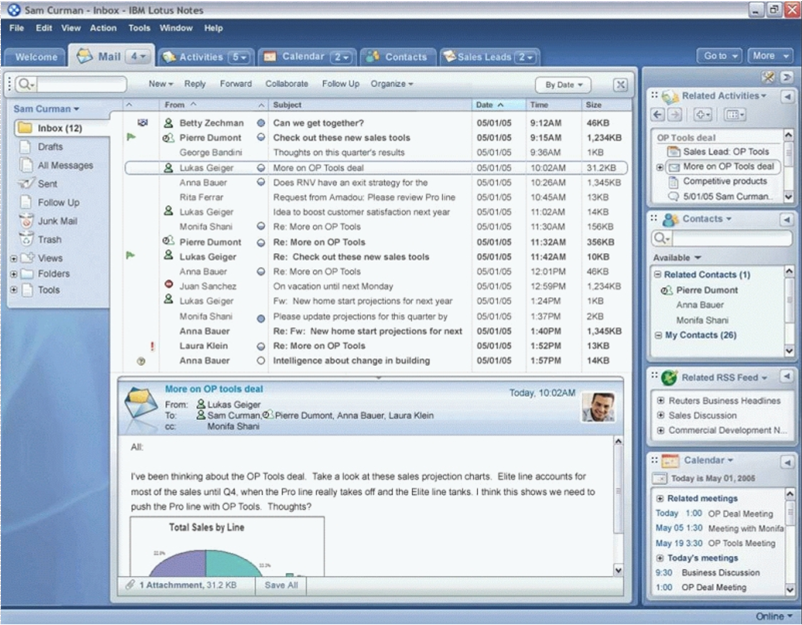 Sam Curman - Inbox - IBM Lotus Notes
File Edit View Action Tools Window Help
Welcome Mail 4 Activities 5 Calendar 2 Contacts Sales Leads 2 Go to More
New Reply Forward Collaborate Follow Up Organize By Date
Sam Curman
Inbox (12)
Drafts
All Messages
Sent
Follow Up
Junk Mail
Trash
Views
Folders
Tools
From Subject Date Time Size
Betty Zechman Can we get together? 05/01/05 9:12AM 46KB
Pierre Dumont Check out these new sales tools 05/01/05 9:15AM 1,234KB
George Bandini Thoughts on this quarter's results 05/01/05 9:36AM 1KB
Lukas Geiger More on OP Tools deal 05/01/05 10:02AM 31.2KB
Anna Bauer Does RNV have an exit strategy for the 05/01/05 10:26AM 1,345KB
Rita Ferrar Request from Amadou: Please review Pro line 05/01/05 10:45AM 13KB
Lukas Geiger Idea to boost customer satisfaction next year 05/01/05 11:02AM 14KB
Monifa Shani Re: More on OP Tools 05/01/05 11:30AM 156KB
Pierre Dumont Re: More on OP Tools 05/01/05 11:32AM 356KB
Lukas Geiger Re: Check out these new sales tools 05/01/05 11:42AM 10KB
Anna Bauer Re: More on OP Tools 05/01/05 12:01PM 46KB
Juan Sanchez On vacation until next Monday 05/01/05 12:59PM 1,234KB
Lukas Geiger Fw: New home start projections for next year 05/01/05 1:24PM 1KB
Monifa Shani Please update projections for this quarter by 05/01/05 1:37PM 2KB
Anna Bauer Re: Fw: New home start projections for next 05/01/05 1:40PM 1,345KB
Laura Klein Re: More on OP Tools 05/01/05 1:52PM 13KB
Anna Bauer Intelligence about change in building 05/01/05 1:57PM 14KB
More on OP tools deal
Today, 10:02AM
From: Lukas Geiger
To: Sam Curman, Pierre Dumont, Anna Bauer, Laura Klein
cc: Monifa Shani
All:
I've been thinking about the OP Tools deal. Take a look at these sales projection charts. Elite line accounts for
most of the sales until Q4, when the Pro line really takes off and the Elite line tanks. I think this shows we need to
push the Pro line with OP Tools. Thoughts?
Total Sales by Line
1 Attachmment, 31.2 KB Save All
Related Activities
OP Tools deal
Sales Lead: OP Tools
More on OP Tools deal
Competitive products
5/01/05 Sam Curman..
Contacts
Available
Related Contacts (1)
Pierre Dumont
Anna Bauer
Monifa Shani
My Contacts (26)
Related RSS Feed
Reuters Business Headlines
Sales Discussion
Commercial Development N...
Calendar
Today is May 01, 2005
Related meetings
Today 1:00 OP Deal Meeting
May 05 1:30 Meeting with Monifa
May 19 3:30 OP Tools Meeting
Today's meetings
9:30 Business Discussion
1:00 OP Deal Meeting
Online